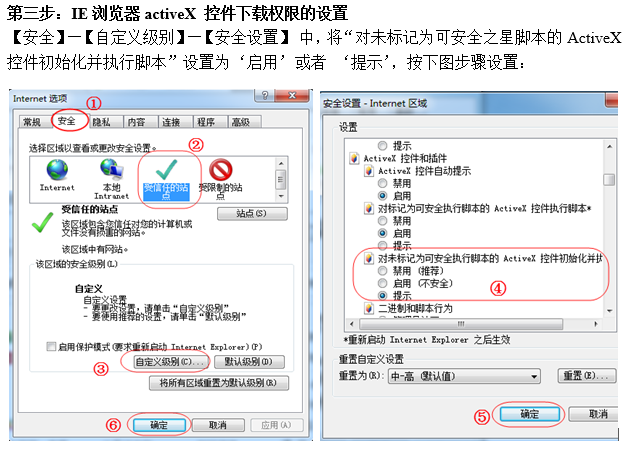 第三步：IE 浏览器 activeX 控件下载权限的设置
【安全】—【自定义级别】—【安全设置】中，将“对未标记为可安全之星脚本的 ActiveX
控件初始化并执行脚本”设置为‘启用’或者 ‘提示’，按下图步骤设置：
Internet 选项
①
常规 安全 隐私 内容 连接 程序 高级
②
选择区域以查看或更改安全设置。
Internet 本地 Intranet 受信任的站点 受限制的站点
受信任的站点
站点(S)
该区域包含您信任对您的计算机或
文件没有损害的网站。
该区域中有网站。
该区域的安全级别(L)
自定义
自定义设置
- 要更改设置，请单击“自定义级别”
- 要使用推荐的设置，请单击“默认级别”
启用保护模式(要求重新启动 Internet Explorer)(P)
③ 自定义级别(C)... 默认级别(D)
将所有区域重置为默认级别(R)
⑥ 确定 取消 应用(A)
安全设置 - Internet 区域
设置
提示
ActiveX 控件和插件
ActiveX 控件自动提示
禁用
启用
对标记为可安全执行脚本的 ActiveX 控件执行脚本*
禁用
启用
提示
对未标记为可安全执行脚本的 ActiveX 控件初始化并执
禁用（推荐）
启用（不安全）
④
提示
二进制和脚本行为
*重新启动 Internet Explorer 之后生效
重置自定义设置
重置为(R): 中-高（默认值） 重置(E)...
⑤ 确定 取消